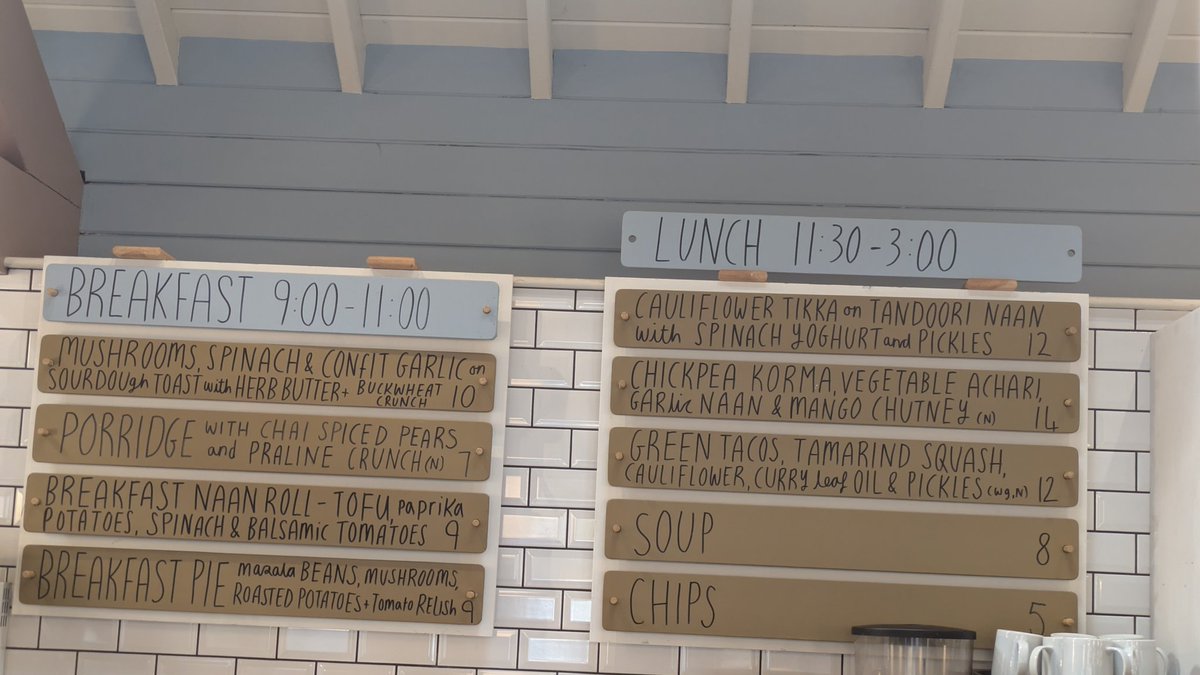 BREAKFAST 9:00-11:00
MUSHROOMS, SPINACH & CONFIT GARLIC on
SOURDOUGH TOAST with HERB BUTTER + BUCKWHEAT CRUNCH 10
PORRIDGE WITH CHAI SPICED PEARS
and PRALINE CRUNCH (N) 7
BREAKFAST NAAN ROLL - TOFU, PAPRIKA
POTATOES, SPINACH & BALSAMIC TOMATOES 9
BREAKFAST PIE MASALA BEANS, MUSHROOMS,
ROASTED POTATOES + TOMATO RELISH 9
LUNCH 11:30-3:00
CAULIFLOWER TIKKA on TANDOORI NAAN
with SPINACH YOGHURT and PICKLES 12
CHICKPEA KORMA, VEGETABLE ACHARI,
GARLIC NAAN & MANGO CHUTNEY (N) 14
GREEN TACOS, TAMARIND SQUASH,
CAULIFLOWER, CURRY leaf OIL & PICKLES (WG,N) 12
SOUP 8
CHIPS 5